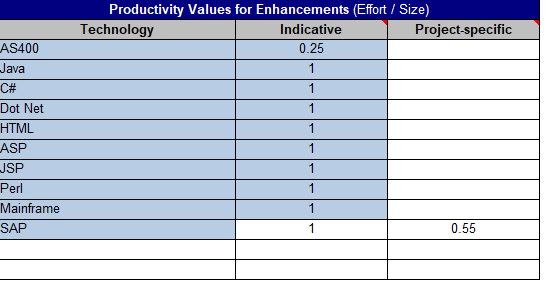 Productivity Values for Enhancements (Effort / Size)
Technology Indicative Project-specific
AS400 0.25
Java 1
C# 1
Dot Net 1
HTML 1
ASP 1
JSP 1
Perl 1
Mainframe 1
SAP 1 0.55